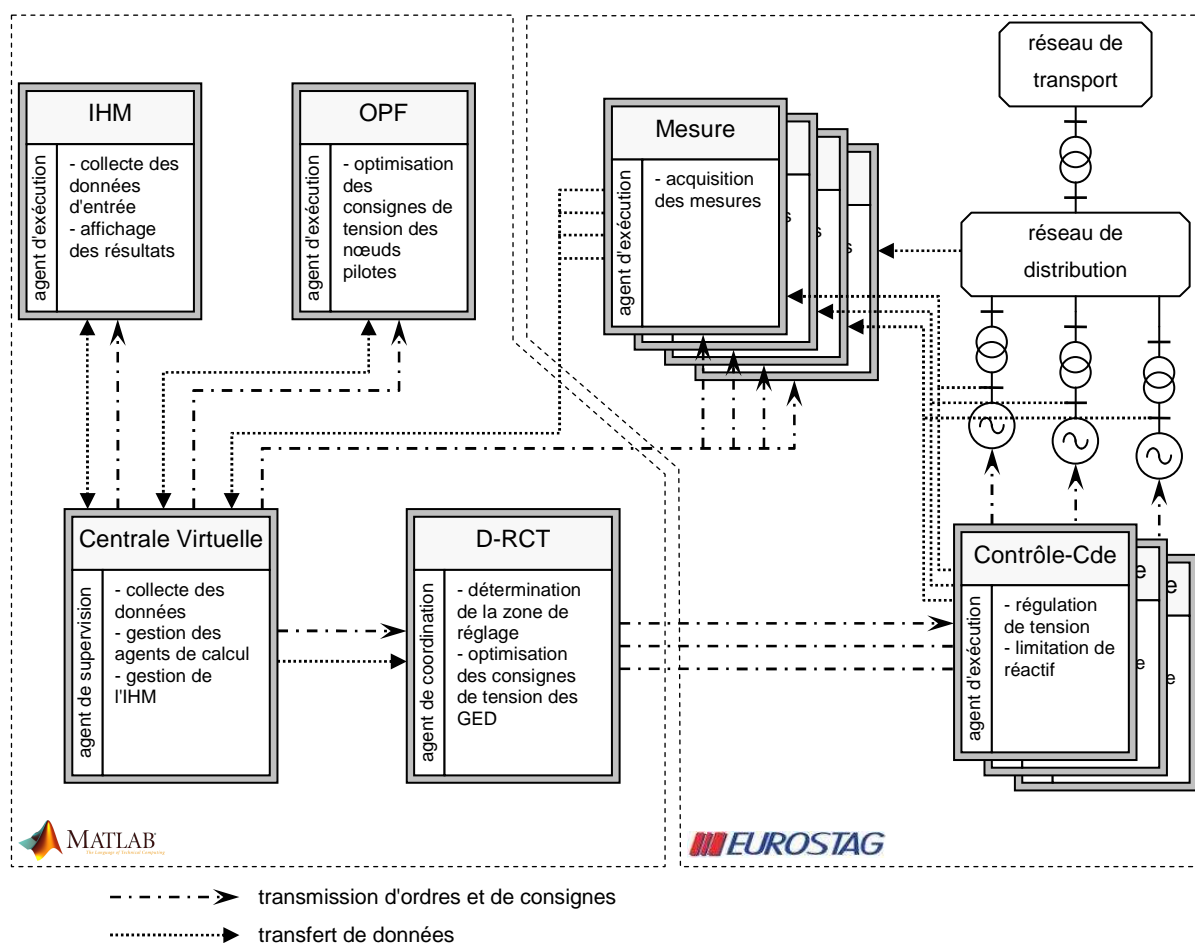 réseau de
transport
IHM
agent d'exécution
- collecte des
données
d'entrée
- affichage
des résultats
OPF
agent d'exécution
- optimisation
des
consignes de
tension des
nœuds
pilotes
Mesure
agent d'exécution
- acquisition
des mesures
s
s
s
réseau de
distribution
Centrale Virtuelle
agent de supervision
- collecte des
données
- gestion des
agents de calcul
- gestion de
l'IHM
D-RCT
agent de coordination
- détermination
de la zone de
réglage
- optimisation
des consignes
de tension des
GED
Contrôle-Cde
agent d'exécution
- régulation
de tension
- limitation de
réactif
e
e
e
e
MATLAB
EUROSTAG
transmission d'ordres et de consignes
transfert de données